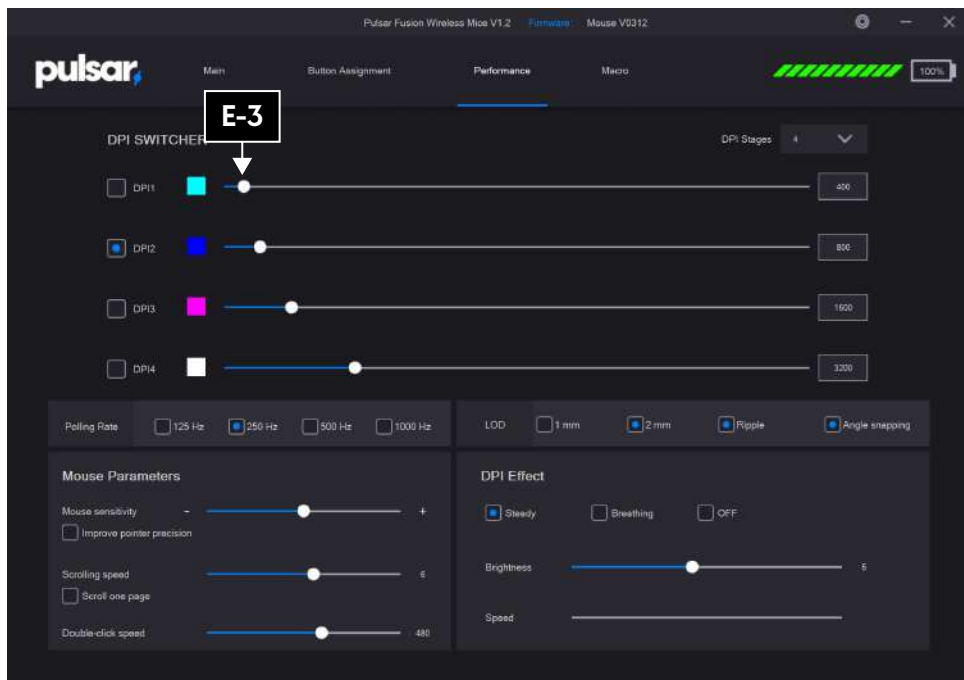 Pulsar Fusion Wireless Mice V1.2 Firmware: Mouse V0312
pulsar Main Button Assignment Performance Macro 100%
E-3
DPI SWITCHER DPI Stages 4
DPI1 400
DPI2 800
DPI3 1600
DPI4 3200
Polling Rate 125 Hz 250 Hz 500 Hz 1000 Hz
LOD 1 mm 2 mm Ripple Angle snapping
Mouse Parameters
Mouse sensitivity - +
Improve pointer precision
Scrolling speed 6
Scroll one page
Double-click speed 480
DPI Effect
Steady Breathing OFF
Brightness 5
Speed